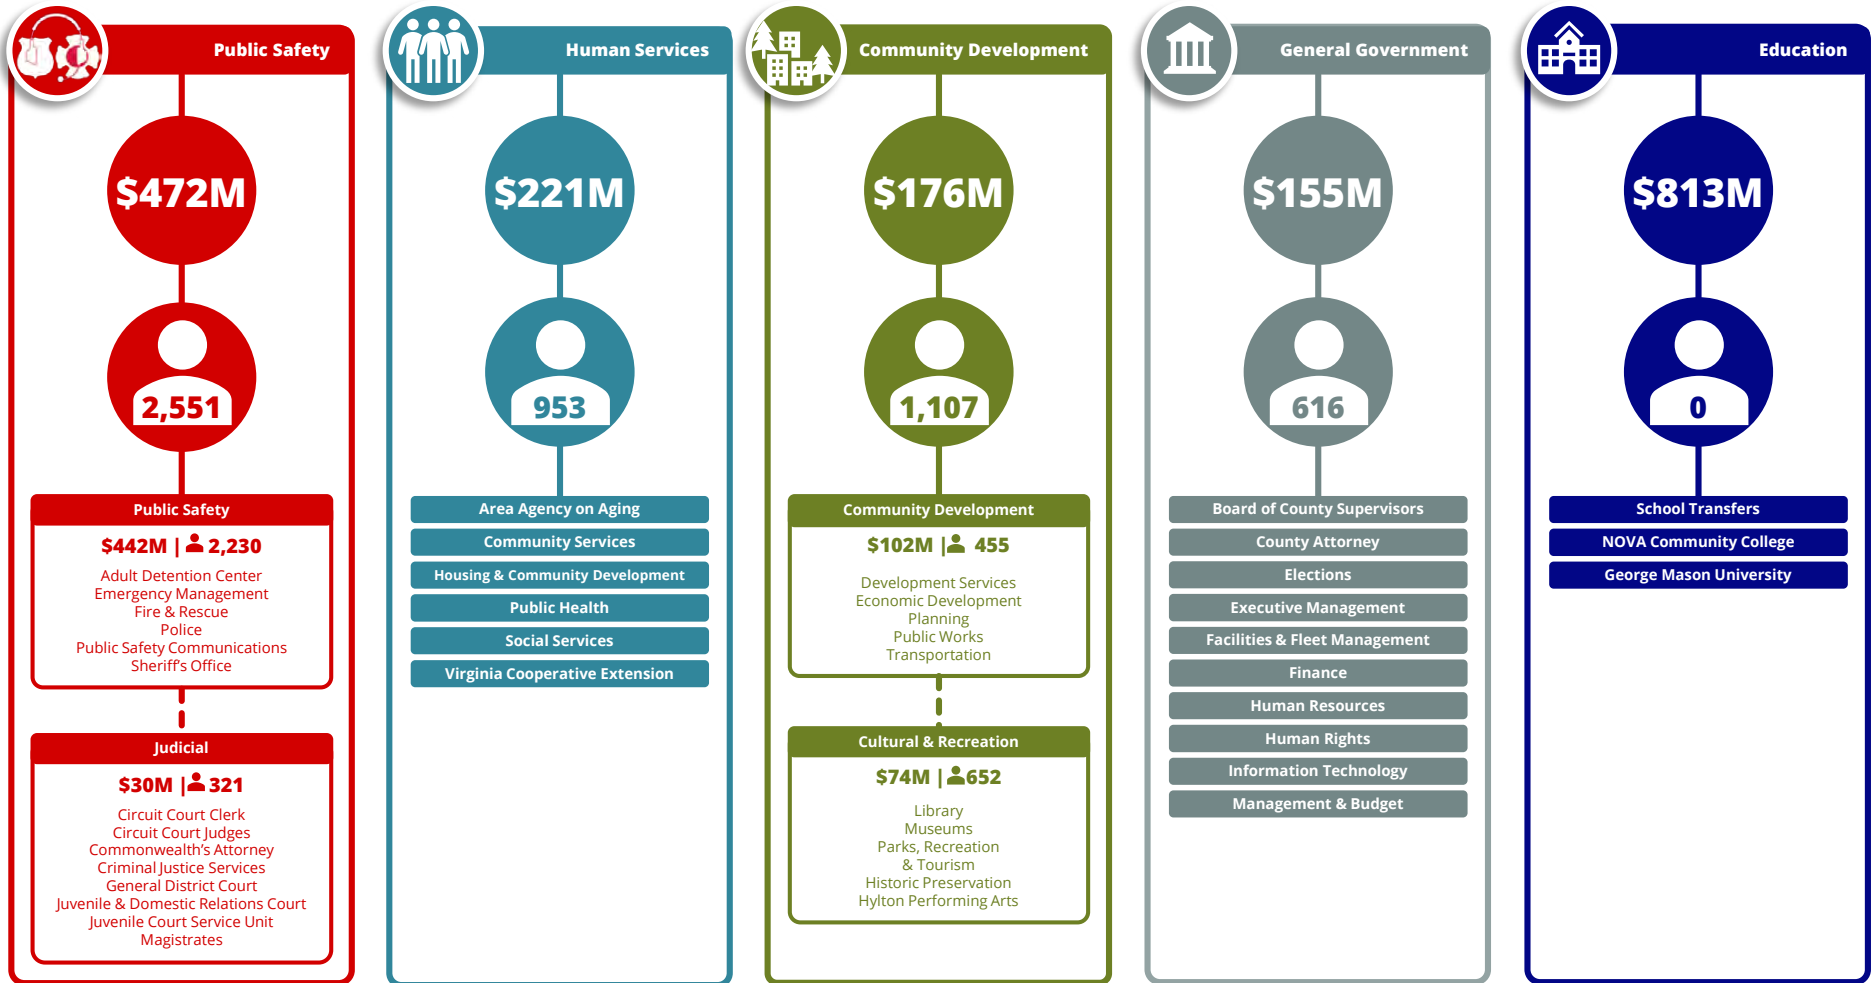 Public Safety
$472M
2,551
Public Safety
$442M | 2,230
Adult Detention Center
Emergency Management
Fire & Rescue
Police
Public Safety Communications
Sheriff's Office
Judicial
$30M | 321
Circuit Court Clerk
Circuit Court Judges
Commonwealth's Attorney
Criminal Justice Services
General District Court
Juvenile & Domestic Relations Court
Juvenile Court Service Unit
Magistrates
Human Services
$221M
953
Area Agency on Aging
Community Services
Housing & Community Development
Public Health
Social Services
Virginia Cooperative Extension
Community Development
$176M
1,107
Community Development
$102M | 455
Development Services
Economic Development
Planning
Public Works
Transportation
Cultural & Recreation
$74M | 652
Library
Museums
Parks, Recreation
& Tourism
Historic Preservation
Hylton Performing Arts
General Government
$155M
616
Board of County Supervisors
County Attorney
Elections
Executive Management
Facilities & Fleet Management
Finance
Human Resources
Human Rights
Information Technology
Management & Budget
Education
$813M
0
School Transfers
NOVA Community College
George Mason University